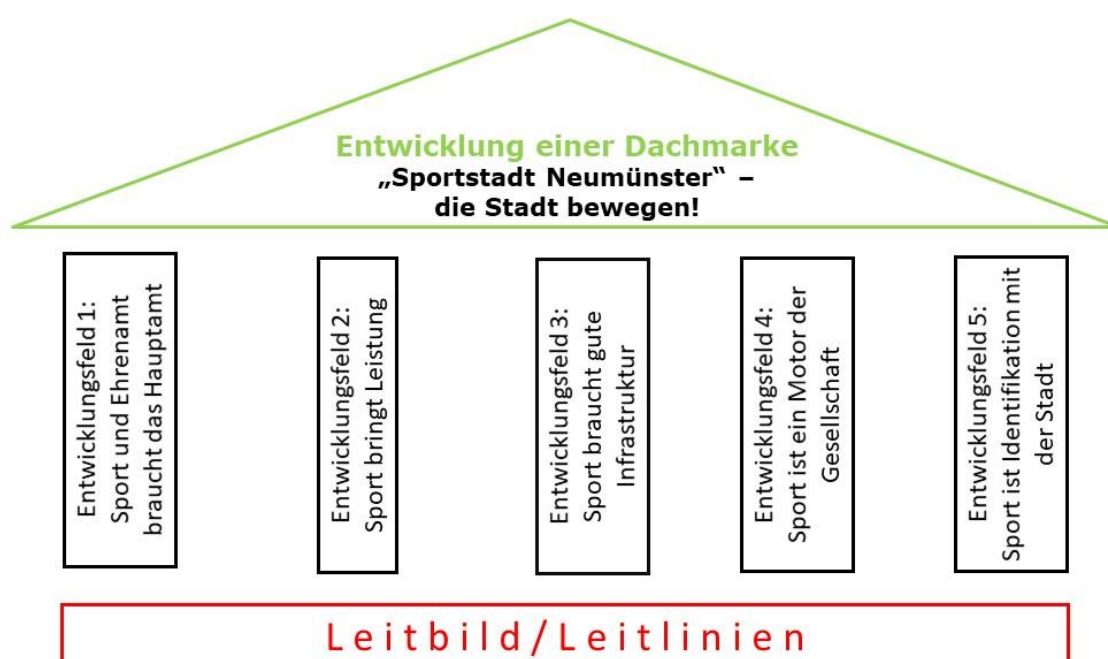 Entwicklung einer Dachmarke
„Sportstadt Neumünster“ –
die Stadt bewegen!
Entwicklungsfeld 1:
Sport und Ehrenamt
braucht das Hauptamt
Entwicklungsfeld 2:
Sport bringt Leistung
Entwicklungsfeld 3:
Sport braucht gute
Infrastruktur
Entwicklungsfeld 4:
Sport ist ein Motor der
Gesellschaft
Entwicklungsfeld 5:
Sport ist Identifikation mit
der Stadt
Leitbild/Leitlinien